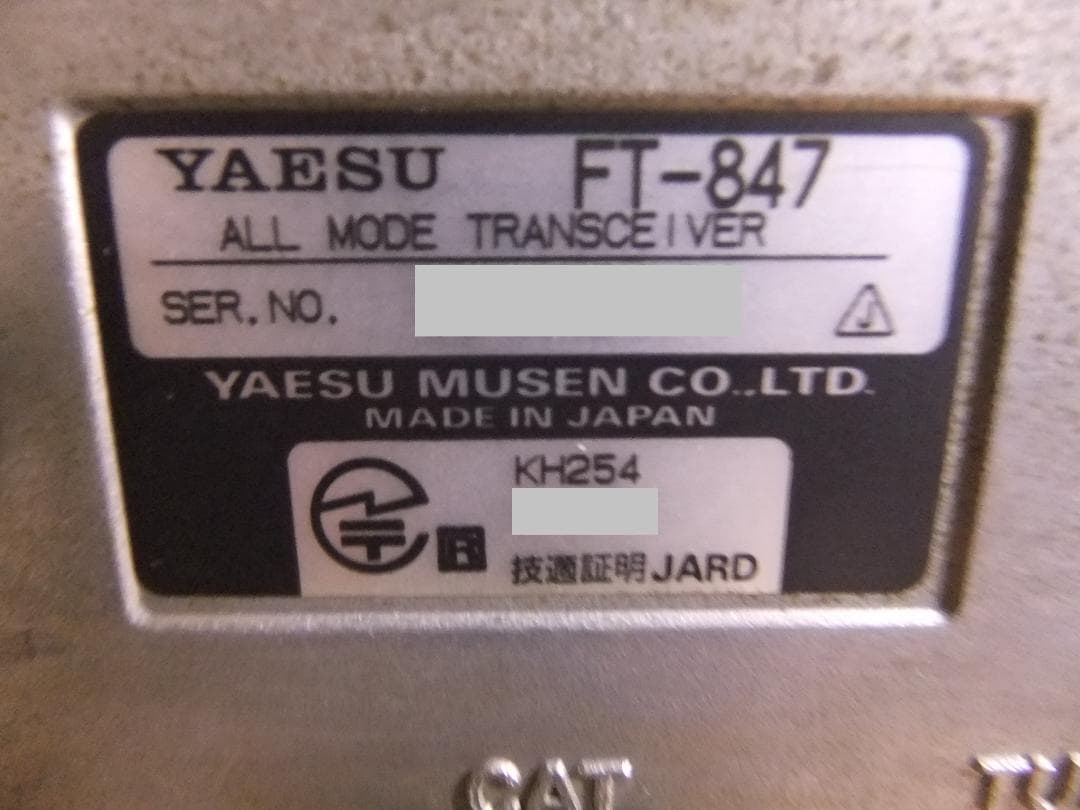 YAESU FT-847
ALL MODE TRANSCEIVER
SER.NO.
J
YAESU MUSEN CO.,LTD.
MADE IN JAPAN
KH254
R
技適証明JARD
CAT